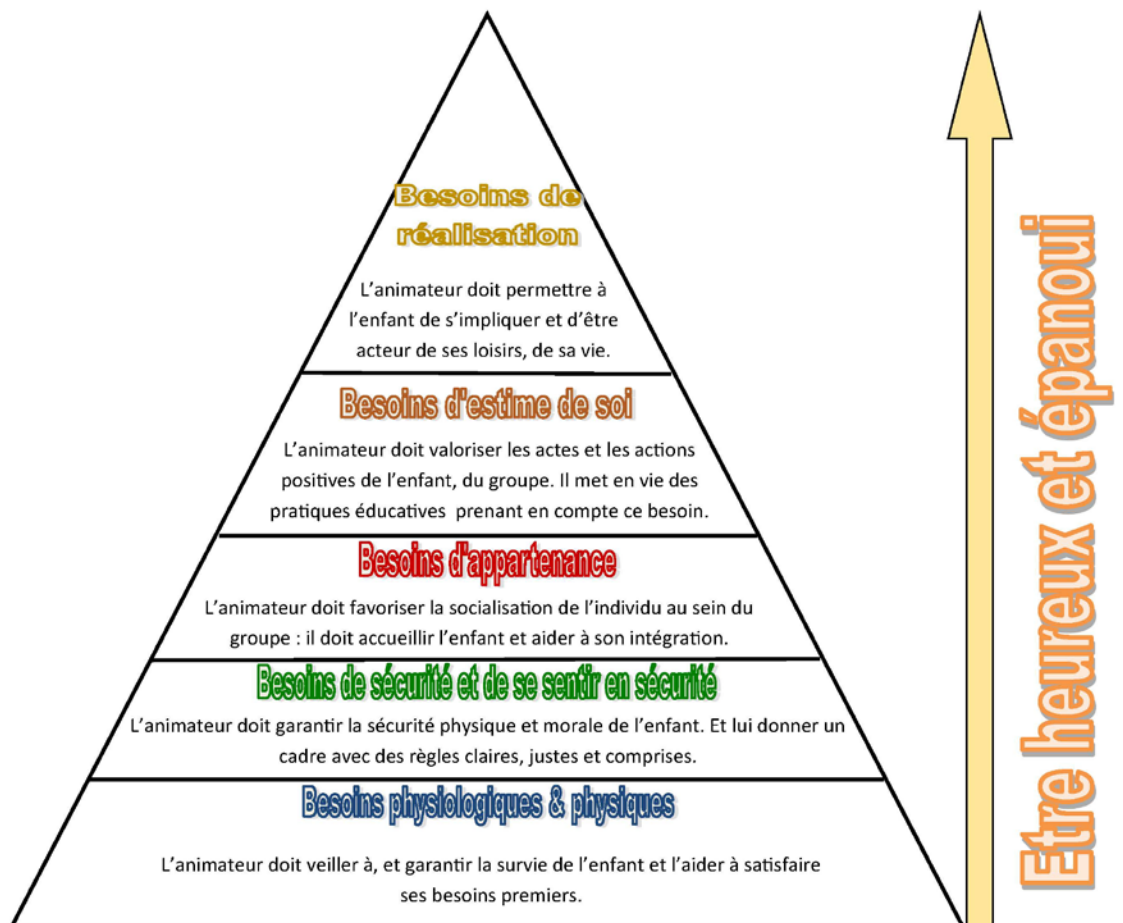 Besoins de
réalisation
L’animateur doit permettre à
l’enfant de s’impliquer et d’être
acteur de ses loisirs, de sa vie.
Besoins d'estime de soi
L’animateur doit valoriser les actes et les actions
positives de l’enfant, du groupe. Il met en vie des
pratiques éducatives prenant en compte ce besoin.
Besoins d'appartenance
L’animateur doit favoriser la socialisation de l’individu au sein du
groupe : il doit accueillir l’enfant et aider à son intégration.
Besoins de sécurité et de se sentir en sécurité
L’animateur doit garantir la sécurité physique et morale de l’enfant. Et lui donner un
cadre avec des règles claires, justes et comprises.
Besoins physiologiques & physiques
L’animateur doit veiller à, et garantir la survie de l’enfant et l’aider à satisfaire
ses besoins premiers.
Etre heureux et épanoui